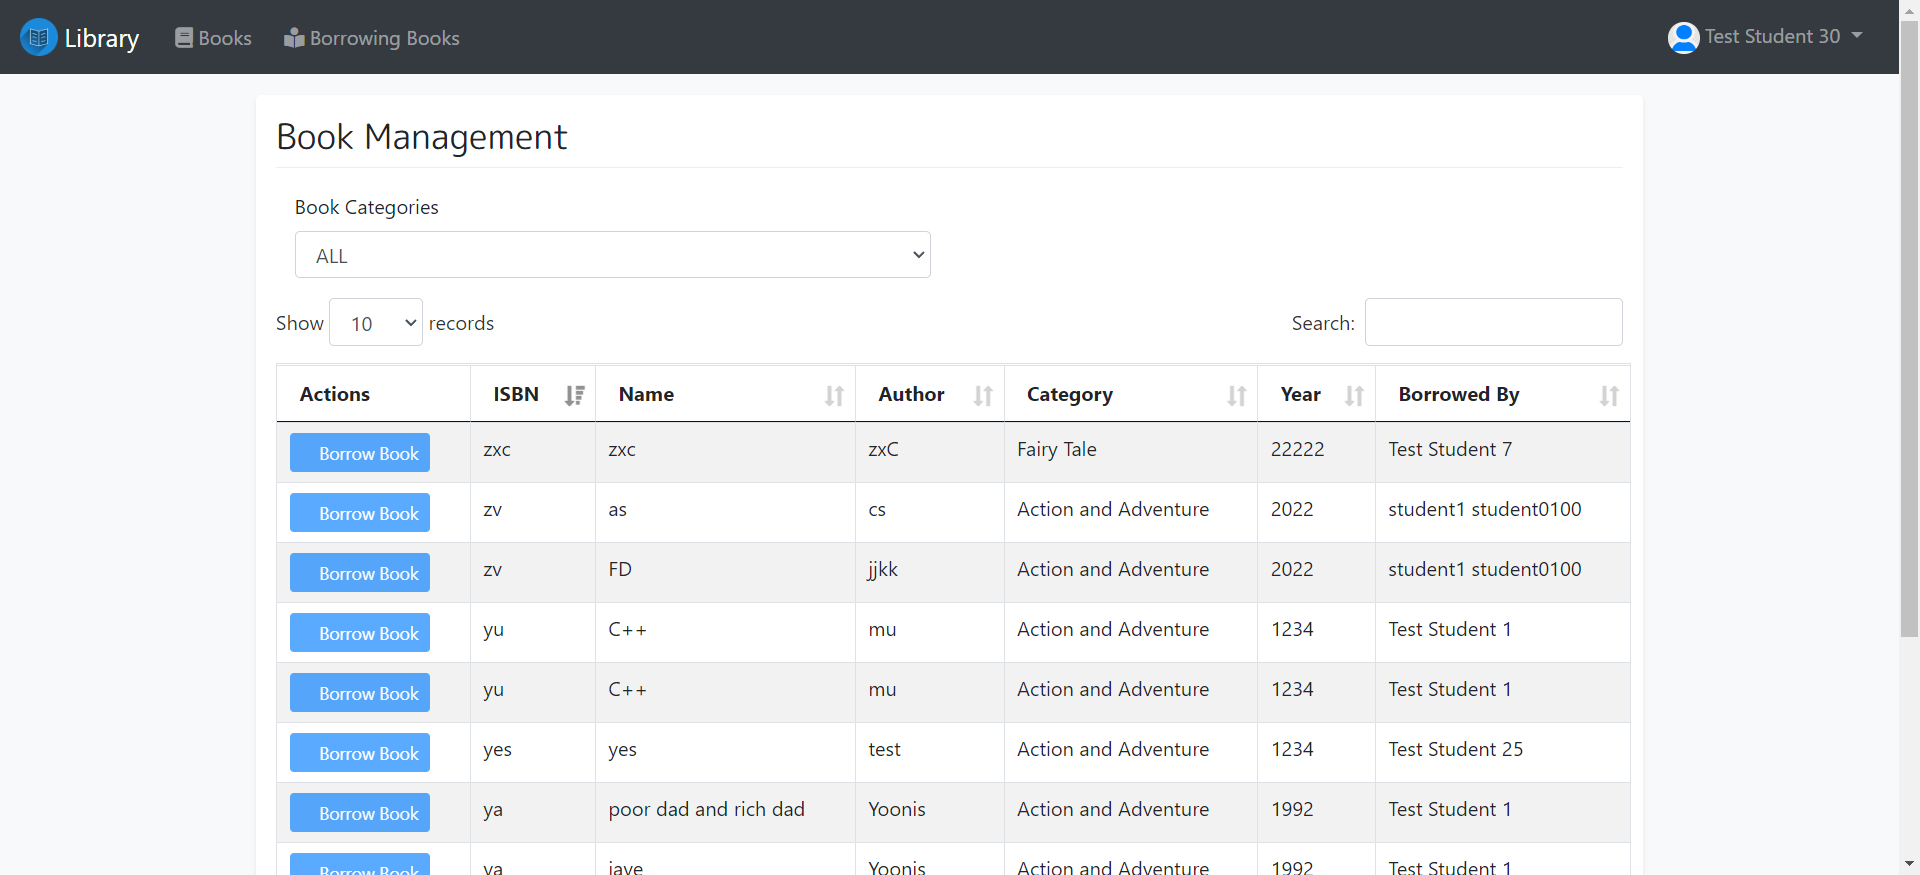 Library Books Borrowing Books Test Student 30
Book Management
Book Categories
ALL
Show 10 records Search:
Actions ISBN Name Author Category Year Borrowed By
Borrow Book zxc zxc zxC Fairy Tale 22222 Test Student 7
Borrow Book zv as cs Action and Adventure 2022 student1 student0100
Borrow Book zv FD jjkk Action and Adventure 2022 student1 student0100
Borrow Book yu C++ mu Action and Adventure 1234 Test Student 1
Borrow Book yu C++ mu Action and Adventure 1234 Test Student 1
Borrow Book yes yes test Action and Adventure 1234 Test Student 25
Borrow Book ya poor dad and rich dad Yoonis Action and Adventure 1992 Test Student 1
Borrow Book ya jaye Yoonis Action and Adventure 1992 Test Student 1